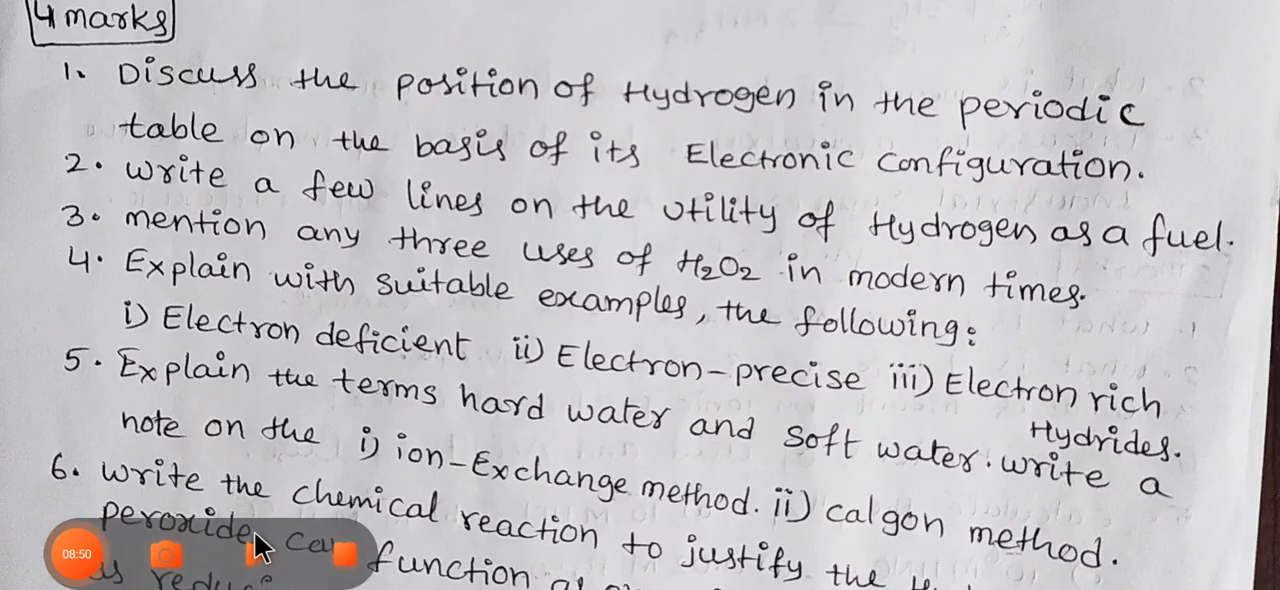 4 marks
1. Discuss the position of Hydrogen in the periodic
table on the basis of its Electronic configuration.
2. write a few lines on the utility of Hydrogen as a fuel.
3. mention any three uses of H2O2 in modern times.
4. Explain with suitable examples, the following:
i) Electron deficient ii) Electron-precise iii) Electron rich
Hydrides.
5. Explain the terms hard water and soft water. write a
note on the i) ion-Exchange method. ii) calgon method.
6. write the chemical reaction to justify the
peroxide can function as
08:50